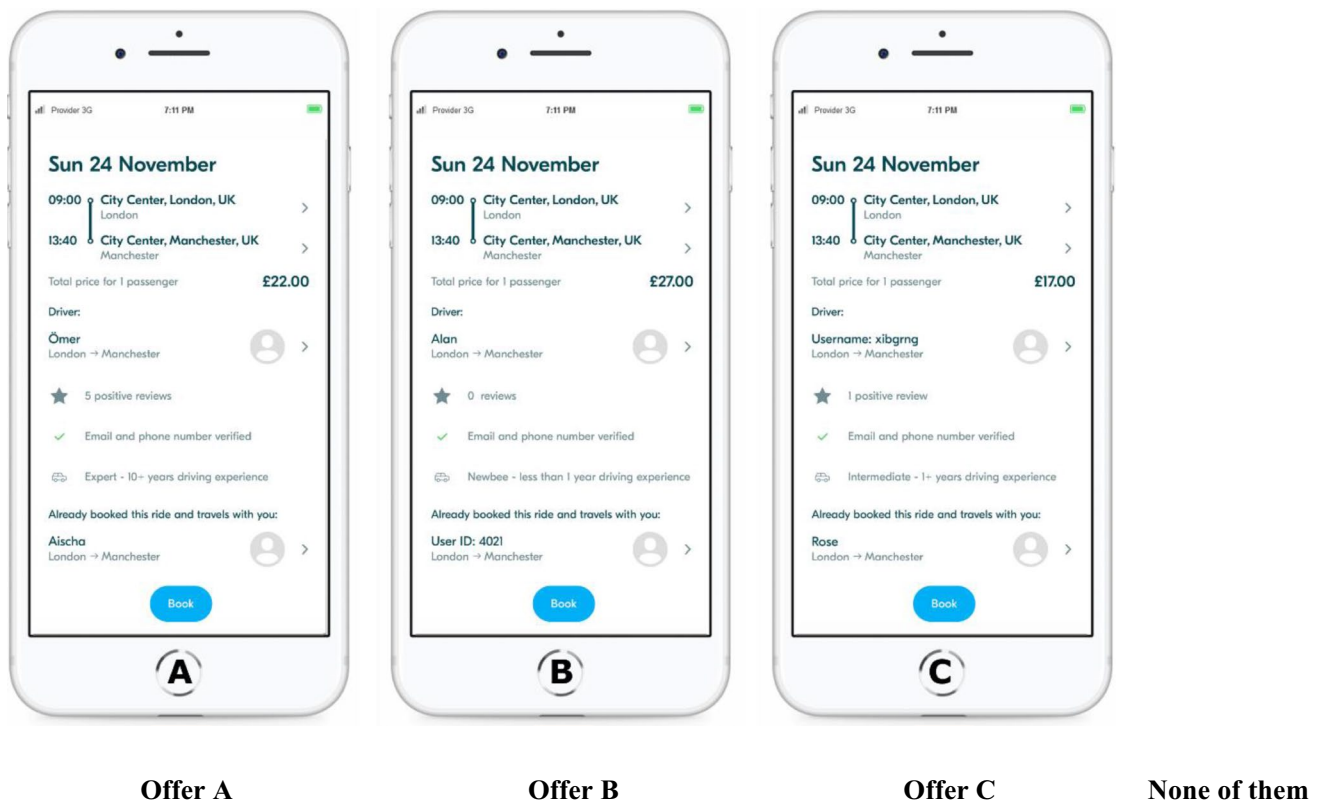 Provider 3G 7:11 PM
Sun 24 November
09:00 City Center, London, UK
London
13:40 City Center, Manchester, UK
Manchester
Total price for 1 passenger £22.00
Driver:
Ömer
London → Manchester
5 positive reviews
Email and phone number verified
Expert - 10+ years driving experience
Already booked this ride and travels with you:
Aischa
London → Manchester
Book
A
Provider 3G 7:11 PM
Sun 24 November
09:00 City Center, London, UK
London
13:40 City Center, Manchester, UK
Manchester
Total price for 1 passenger £27.00
Driver:
Alan
London → Manchester
0 reviews
Email and phone number verified
Newbee - less than 1 year driving experience
Already booked this ride and travels with you:
User ID: 4021
London → Manchester
Book
B
Provider 3G 7:11 PM
Sun 24 November
09:00 City Center, London, UK
London
13:40 City Center, Manchester, UK
Manchester
Total price for 1 passenger £17.00
Driver:
Username: xibgrng
London → Manchester
1 positive review
Email and phone number verified
Intermediate - 1+ years driving experience
Already booked this ride and travels with you:
Rose
London → Manchester
Book
C
Offer A Offer B Offer C None of them